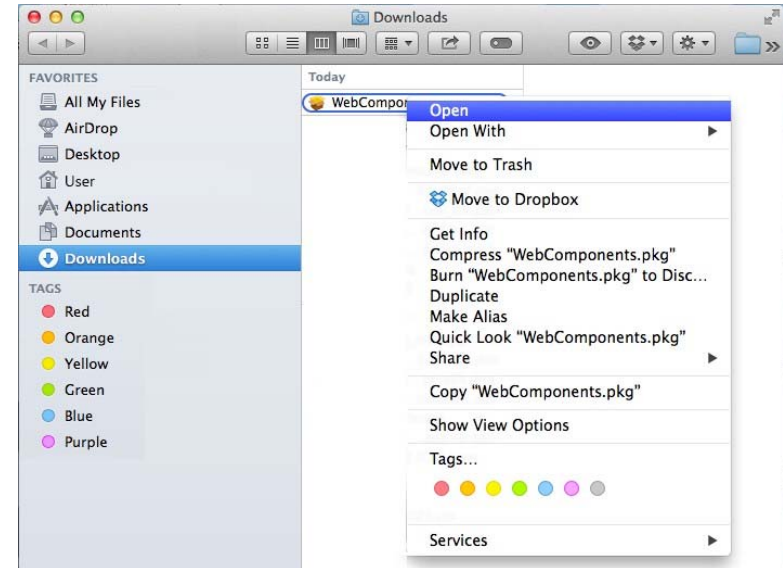 Downloads
FAVORITES
All My Files
AirDrop
Desktop
User
Applications
Documents
Downloads
TAGS
Red
Orange
Yellow
Green
Blue
Purple
Today
WebCompo
Open
Open With
Move to Trash
Move to Dropbox
Get Info
Compress “WebComponents.pkg”
Burn “WebComponents.pkg” to Disc...
Duplicate
Make Alias
Quick Look “WebComponents.pkg”
Share
Copy “WebComponents.pkg”
Show View Options
Tags...
Services